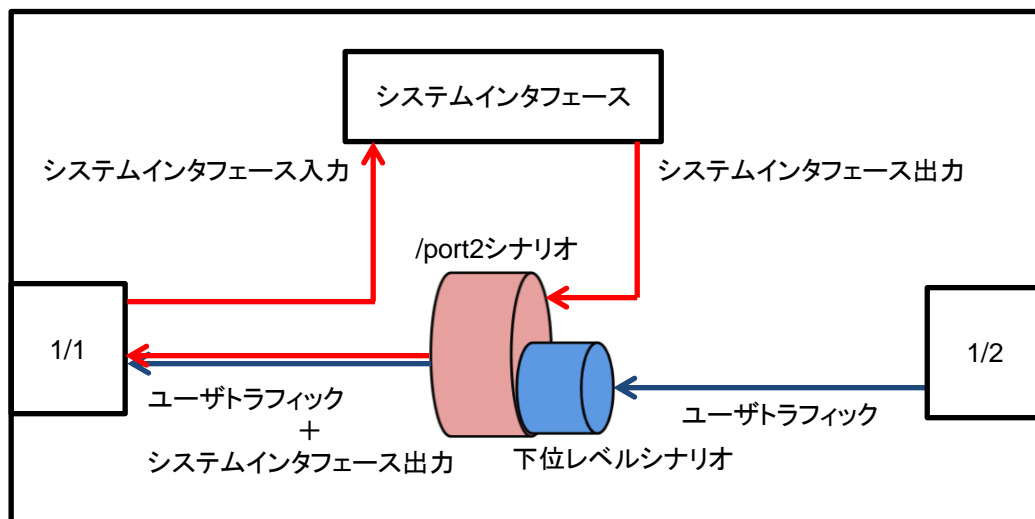 システムインタフェース
システムインタフェース入力
システムインタフェース出力
/port2シナリオ
1/1
1/2
ユーザトラフィック
+
システムインタフェース出力
ユーザトラフィック
下位レベルシナリオ